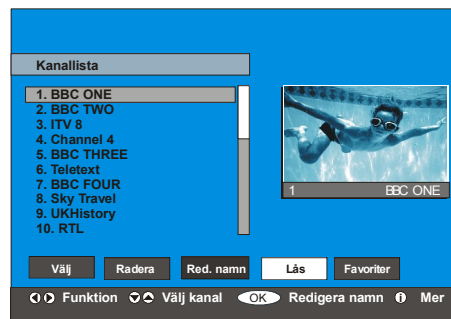 Kanallista
1. BBC ONE
2. BBC TWO
3. ITV 8
4. Channel 4
5. BBC THREE
6. Teletext
7. BBC FOUR
8. Sky Travel
9. UKHistory
10. RTL
1 BBC ONE
Välj Radera Red. namn Lås Favoriter
Funktion Välj kanal OK Redigera namn i Mer